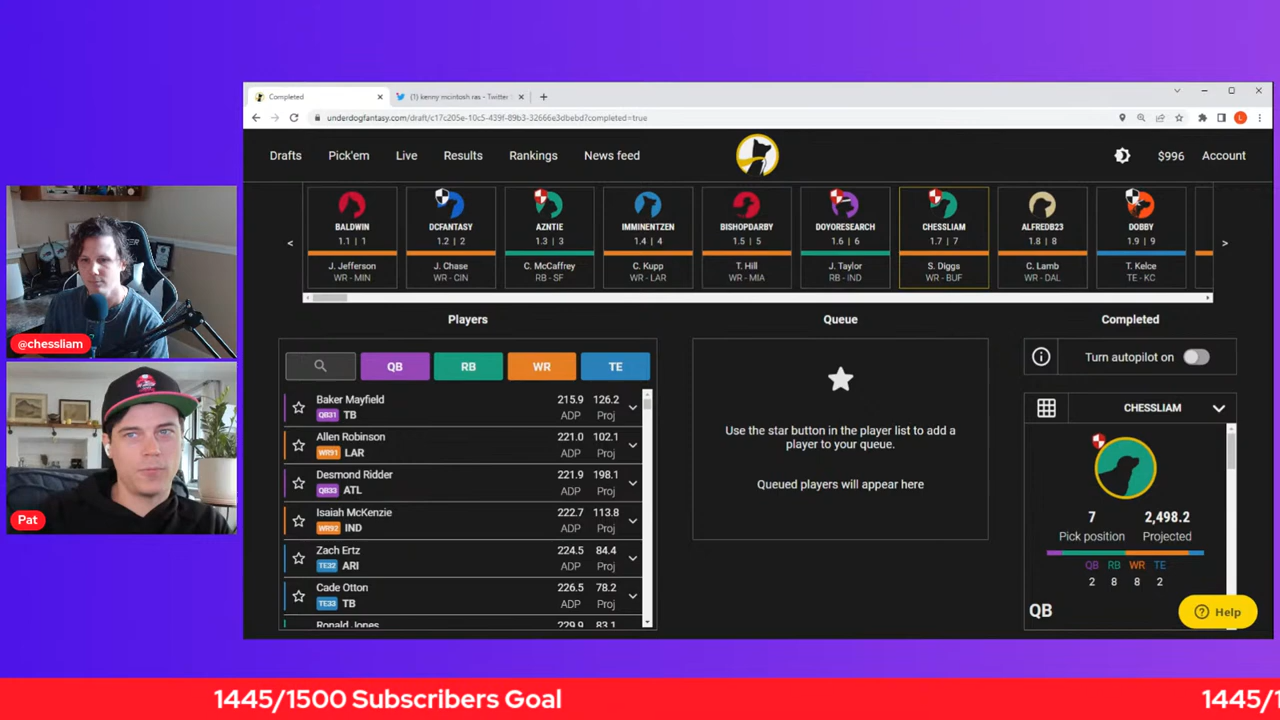 Completed
(1) kenny mcintosh ras - Twitter
underdogfantasy.com/draft/c17c205e-10c5-439f-89b3-32666e3dbebd?completed=true
Drafts Pick'em Live Results Rankings News feed $996 Account
BALDWIN DCFANTASY AZNTIE IMMINENTZEN BISHOPDARBY DOYORESEARCH CHESSLIAM ALFREDB23 DOBBY
1.1 | 1 1.2 | 2 1.3 | 3 1.4 | 4 1.5 | 5 1.6 | 6 1.7 | 7 1.8 | 8 1.9 | 9
< >
J. Jefferson J. Chase C. McCaffrey C. Kupp T. Hill J. Taylor S. Diggs C. Lamb T. Kelce
WR - MIN WR - CIN RB - SF WR - LAR WR - MIA RB - IND WR - BUF WR - DAL TE - KC
Players Queue Completed
Turn autopilot on
QB RB WR TE
Baker Mayfield 215.9 126.2
QB31 TB ADP Proj
Allen Robinson 221.0 102.1
WR91 LAR ADP Proj
Desmond Ridder 221.9 198.1
QB33 ATL ADP Proj
Isaiah McKenzie 222.7 113.8
WR92 IND ADP Proj
Zach Ertz 224.5 84.4
TE32 ARI ADP Proj
Cade Otton 226.5 78.2
TE33 TB ADP Proj
Ronald Jones 229.9 83.1
Use the star button in the player list to add a
player to your queue.
Queued players will appear here
CHESSLIAM
7 2,498.2
Pick position Projected
QB RB WR TE
2 8 8 2
QB
Help
@chessliam
Pat
1445/1500 Subscribers Goal 1445/1